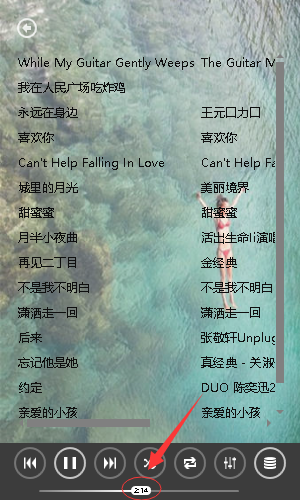 While My Guitar Gently Weeps The Guitar M
我在人民广场吃炸鸡
永远在身边 王元口力口
喜欢你 喜欢你
Can't Help Falling In Love Can't Help Fa
城里的月光 美丽境界
甜蜜蜜 甜蜜蜜
月半小夜曲 活出生命li演唱
再见二丁目 金经典
不是我不明白 不是我不明白
潇洒走一回 潇洒走一回
后来 张敬轩Unplug
忘记他是她 真经典 - 关淑
约定 DUO 陈奕迅2
亲爱的小孩 亲爱的小孩
2:14